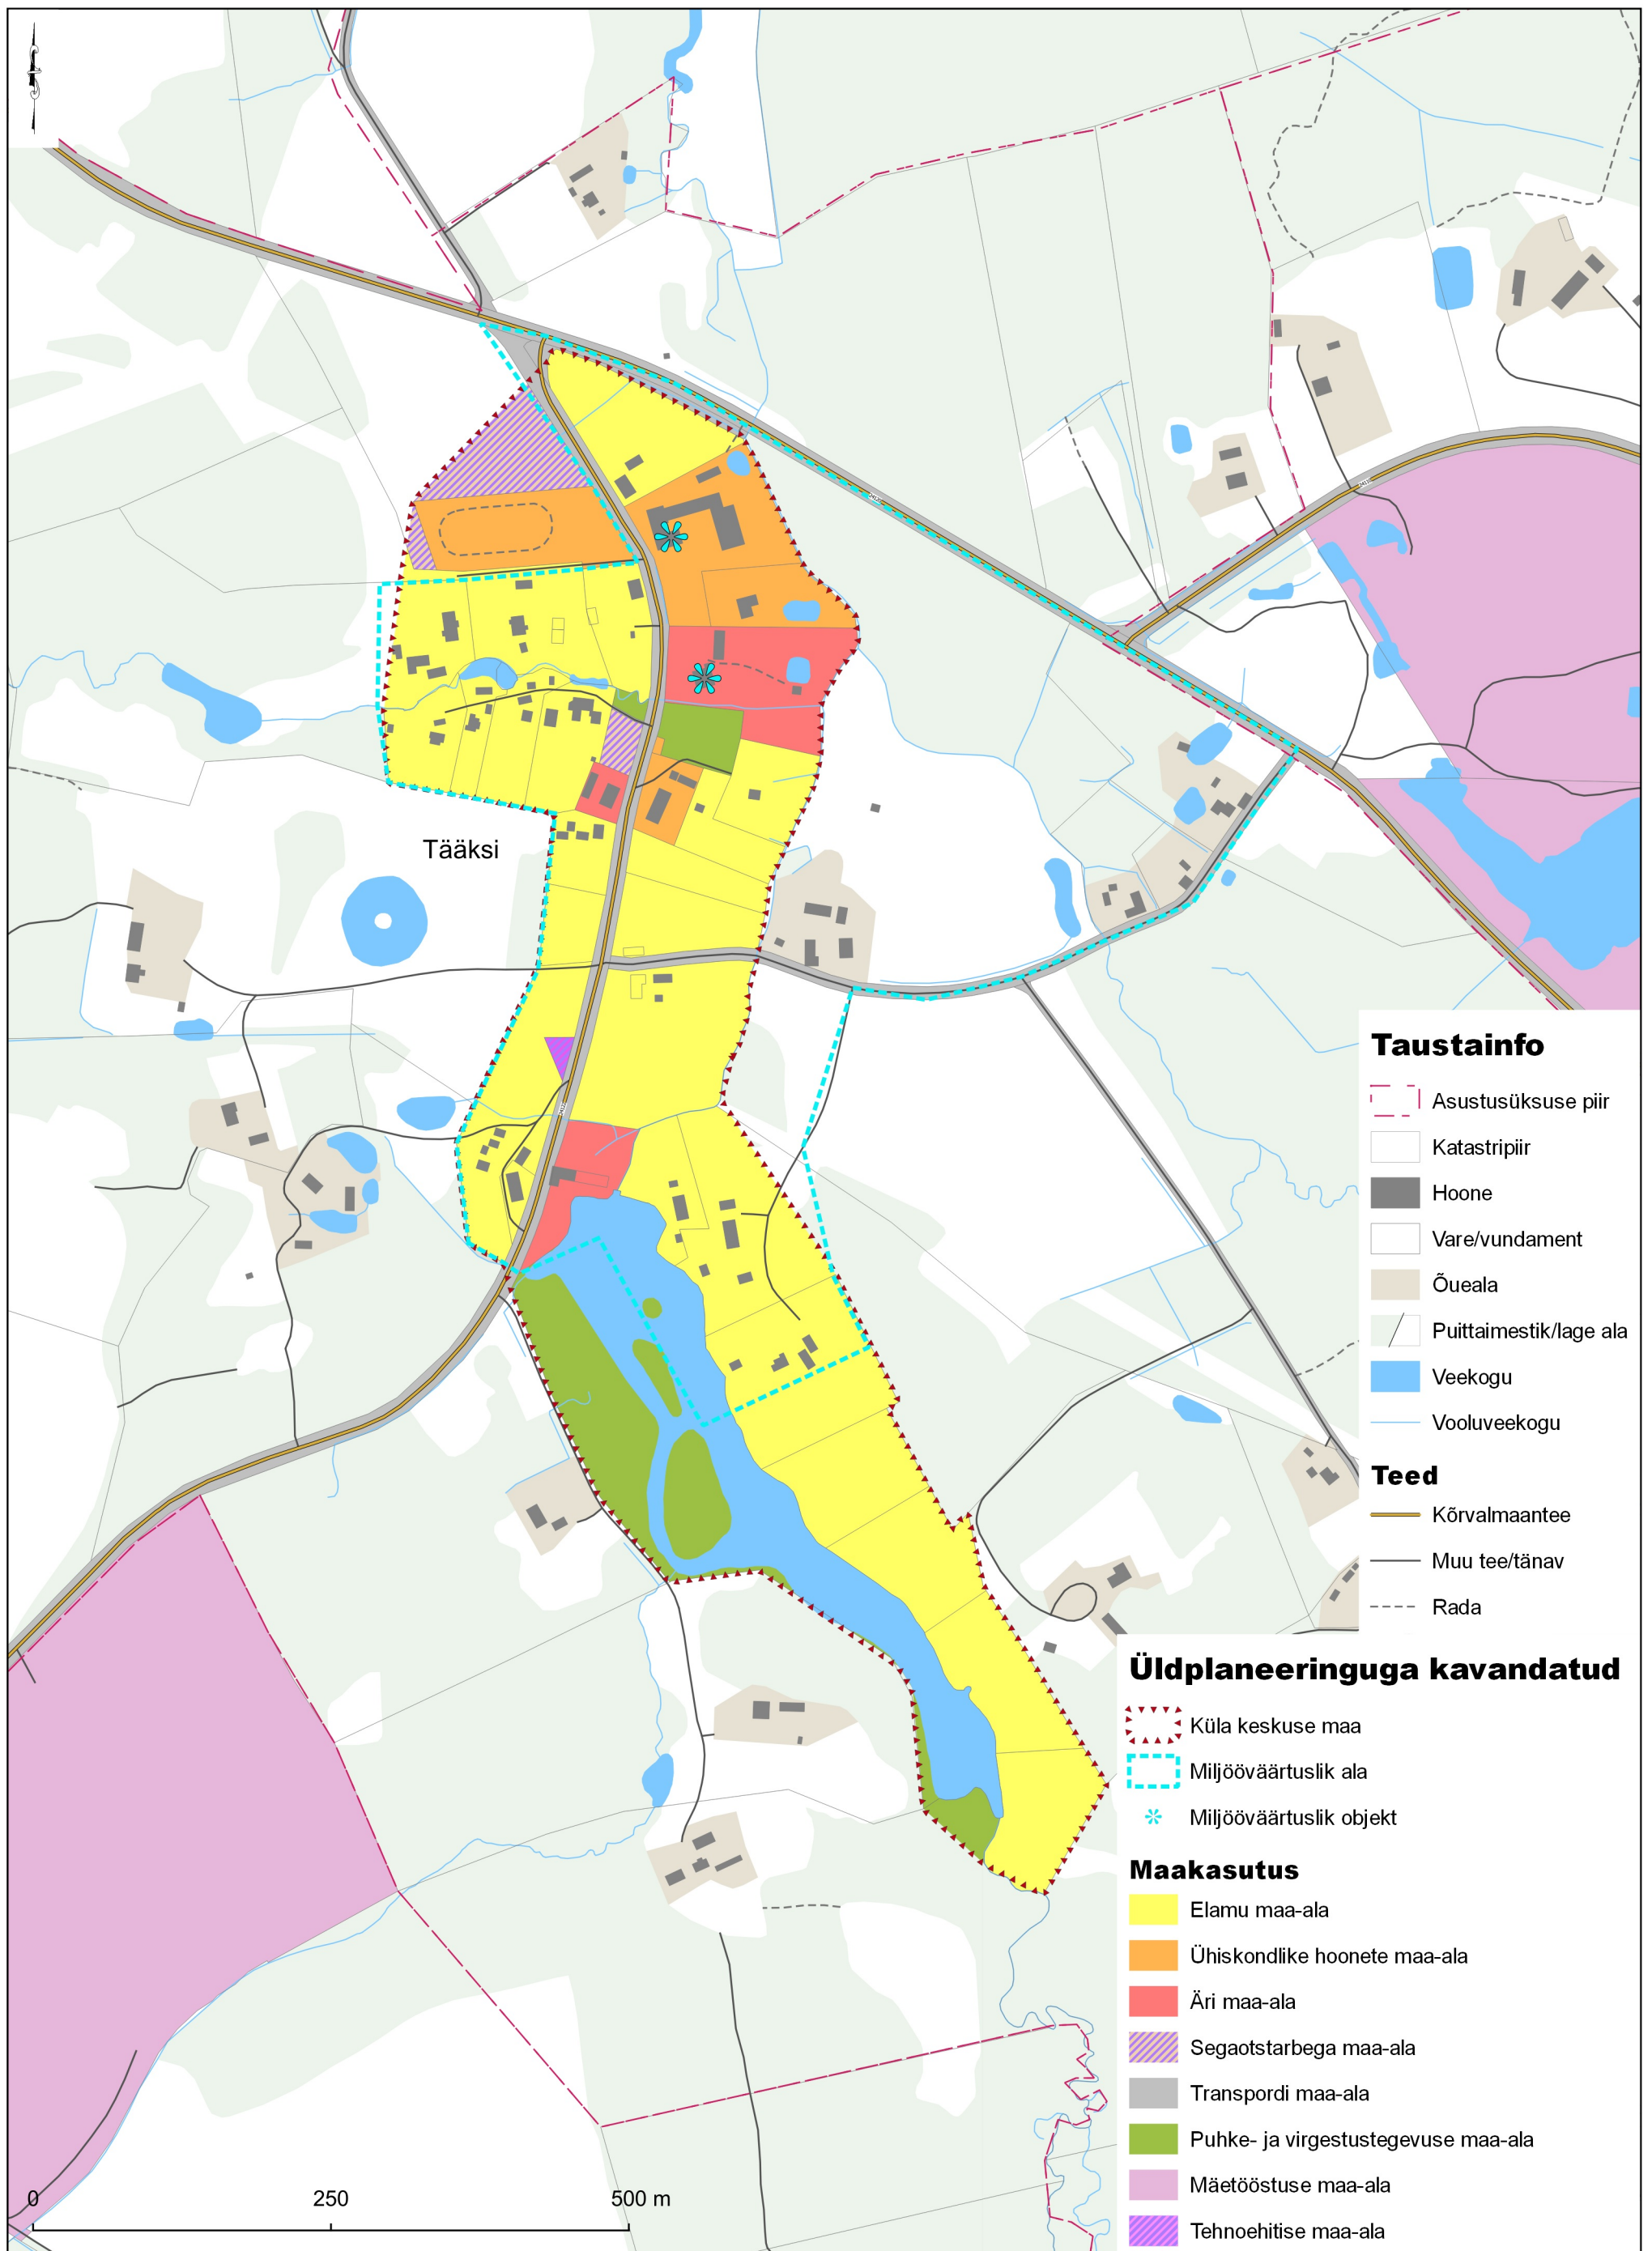 Tääksi
Taustainfo
Asustusüksuse piir
Katastripiir
Hoone
Vare/vundament
Õueala
Puittaimestik/lage ala
Veekogu
Vooluveekogu
Teed
Kõrvalmaantee
Muu tee/tänav
Rada
Üldplaneeringuga kavandatud
Küla keskuse maa
Miljööväärtuslik ala
Miljööväärtuslik objekt
Maakasutus
Elamu maa-ala
Ühiskondlike hoonete maa-ala
Äri maa-ala
Segaotstarbega maa-ala
Transpordi maa-ala
Puhke- ja virgestustegevuse maa-ala
Mäetööstuse maa-ala
Tehnoehitise maa-ala
0 250 500 m